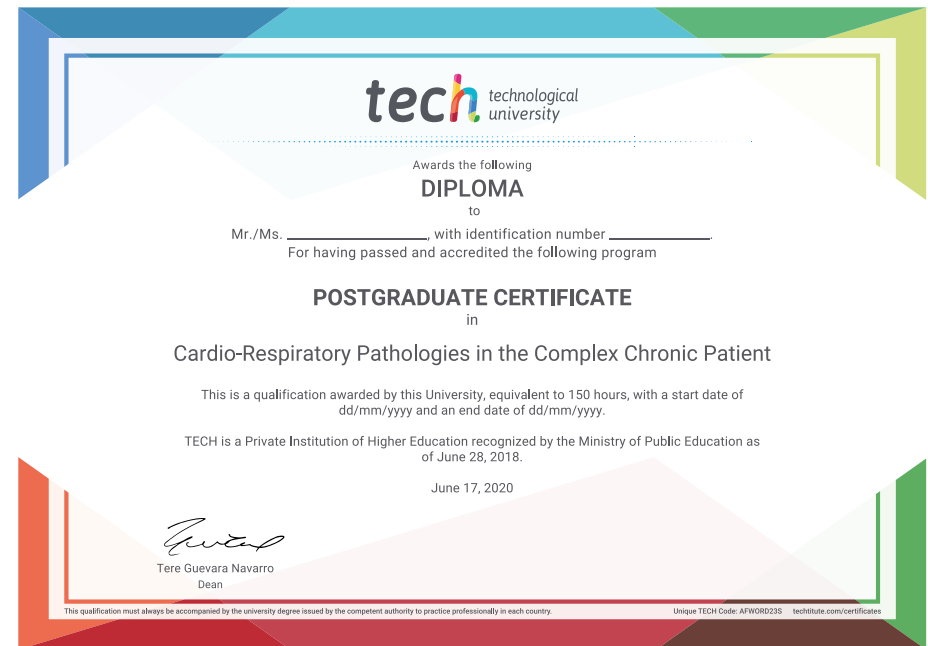 tech technological
university
Awards the following
DIPLOMA
to
Mr./Ms. ____________, with identification number ____________.
For having passed and accredited the following program
POSTGRADUATE CERTIFICATE
in
Cardio-Respiratory Pathologies in the Complex Chronic Patient
This is a qualification awarded by this University, equivalent to 150 hours, with a start date of
dd/mm/yyyy and an end date of dd/mm/yyyy.
TECH is a Private Institution of Higher Education recognized by the Ministry of Public Education as
of June 28, 2018.
June 17, 2020
Tere Guevara Navarro
Dean
This qualification must always be accompanied by the university degree issued by the competent authority to practice professionally in each country.
Unique TECH Code: AFWORD23S techtitute.com/certificates